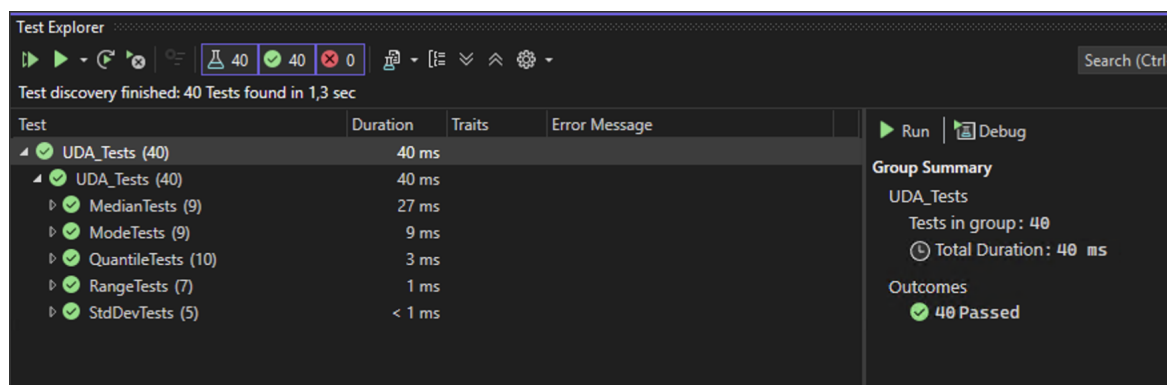 Test Explorer
40 40 0
Search (Ctrl
Test discovery finished: 40 Tests found in 1,3 sec
Test Duration Traits Error Message
UDA_Tests (40) 40 ms
UDA_Tests (40) 40 ms
MedianTests (9) 27 ms
ModeTests (9) 9 ms
QuantileTests (10) 3 ms
RangeTests (7) 1 ms
StdDevTests (5) < 1 ms
Run Debug
Group Summary
UDA_Tests
Tests in group: 40
Total Duration: 40 ms
Outcomes
40 Passed